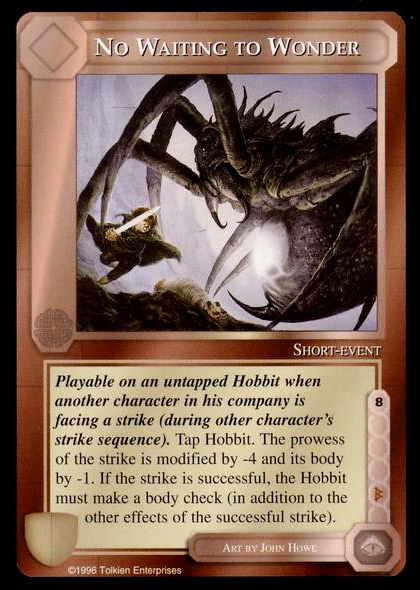 No Waiting to Wonder
Short-event
Playable on an untapped Hobbit when
another character in his company is
facing a strike (during other character's
strike sequence). Tap Hobbit. The prowess
of the strike is modified by -4 and its body
by -1. If the strike is successful, the Hobbit
must make a body check (in addition to the
other effects of the successful strike).
8
Art by John Howe
©1996 Tolkien Enterprises